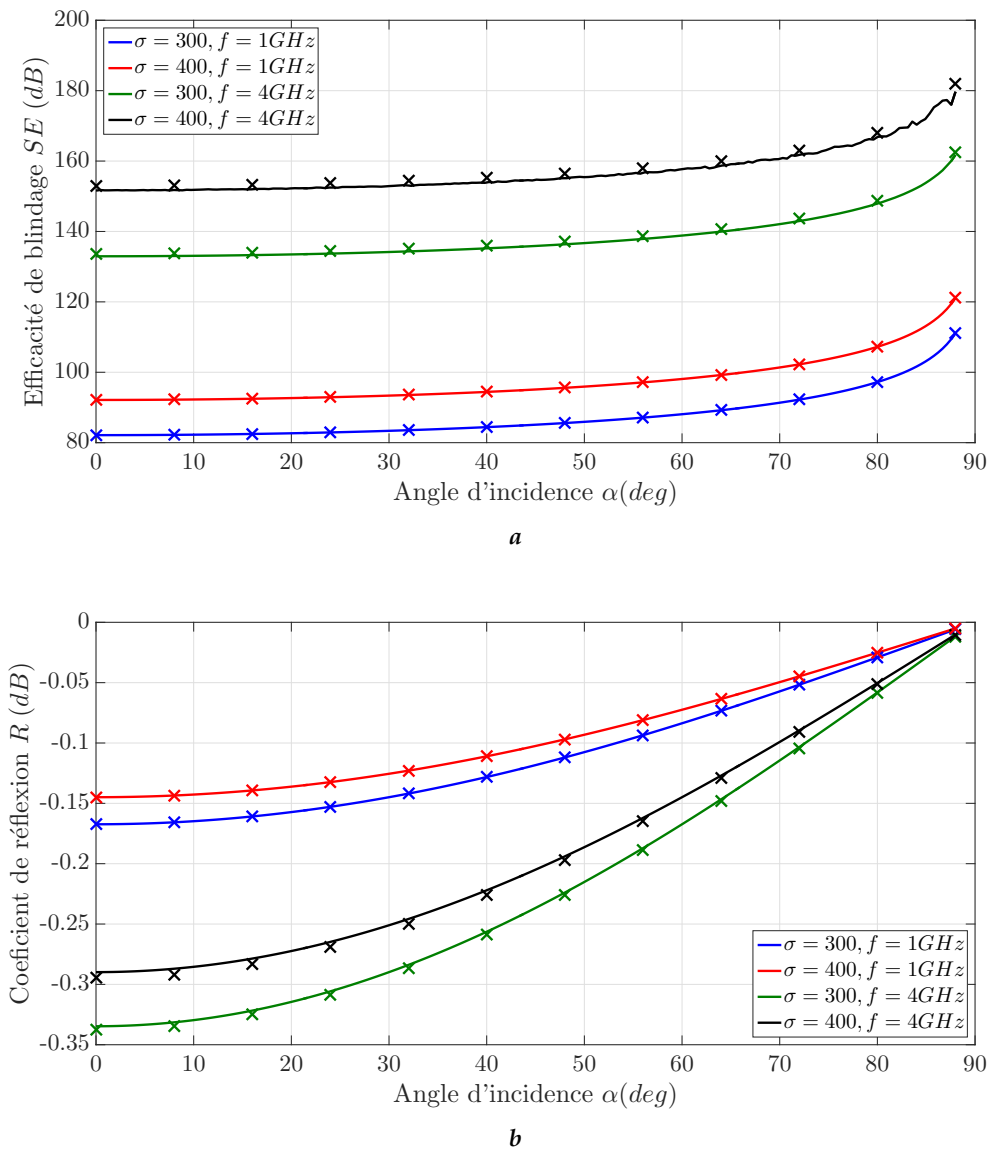 200
180
160
140
120
100
80
Efficacité de blindage SE (dB)
σ = 300, f = 1GHz
σ = 400, f = 1GHz
σ = 300, f = 4GHz
σ = 400, f = 4GHz
0 10 20 30 40 50 60 70 80 90
Angle d'incidence α(deg)
a
0
-0.05
-0.1
-0.15
-0.2
-0.25
-0.3
-0.35
Coeficient de réflexion R (dB)
σ = 300, f = 1GHz
σ = 400, f = 1GHz
σ = 300, f = 4GHz
σ = 400, f = 4GHz
0 10 20 30 40 50 60 70 80 90
Angle d'incidence α(deg)
b